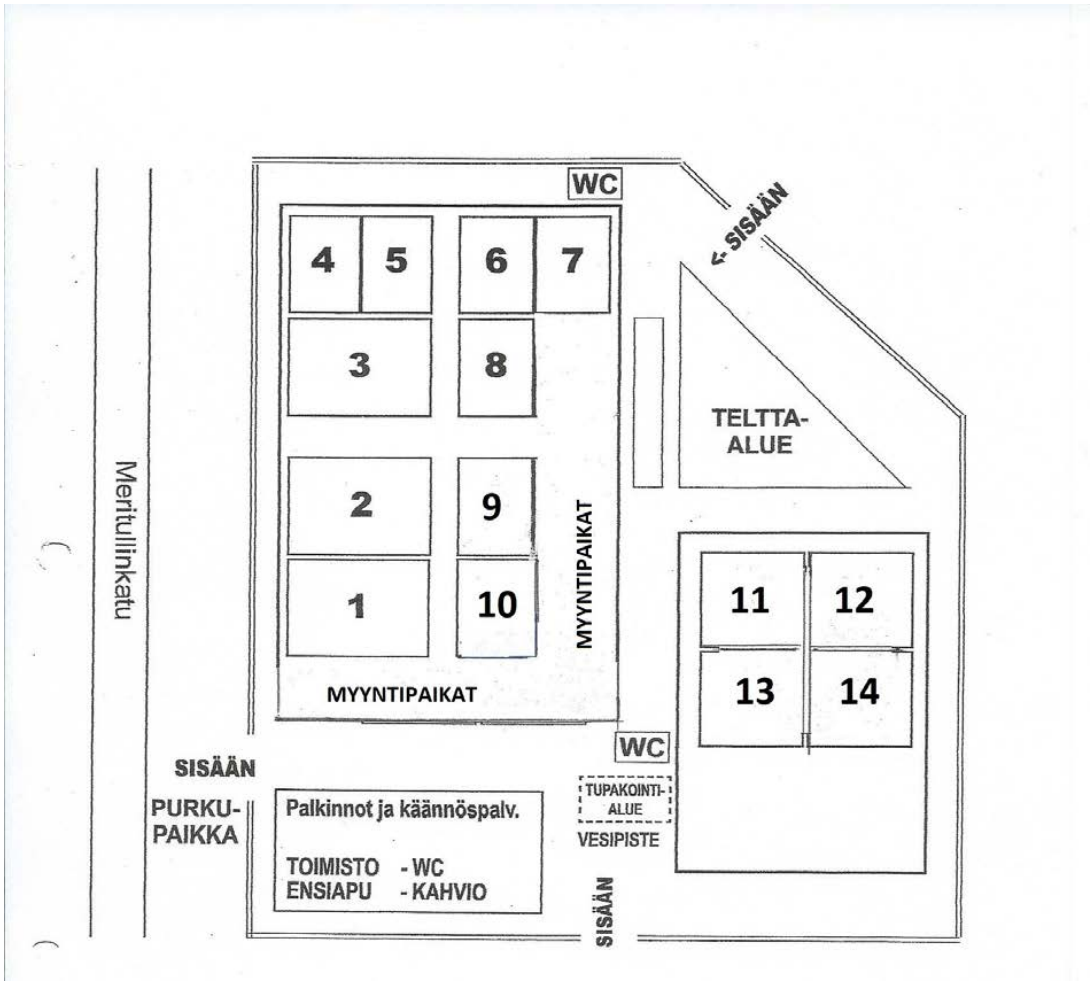 WC
<- SISÄÄN
4 5 6 7
3 8
TELTTA-
ALUE
2 9
Meritullinkatu
MYYNTIPAIKAT
1 10
11 12
13 14
MYYNTIPAIKAT
WC
SISÄÄN
PURKU-
PAIKKA
TUPAKOINTI-
ALUE
VESIPISTE
Palkinnot ja käännöspalv.
TOIMISTO - WC
ENSIAPU - KAHVIO
SISÄÄN